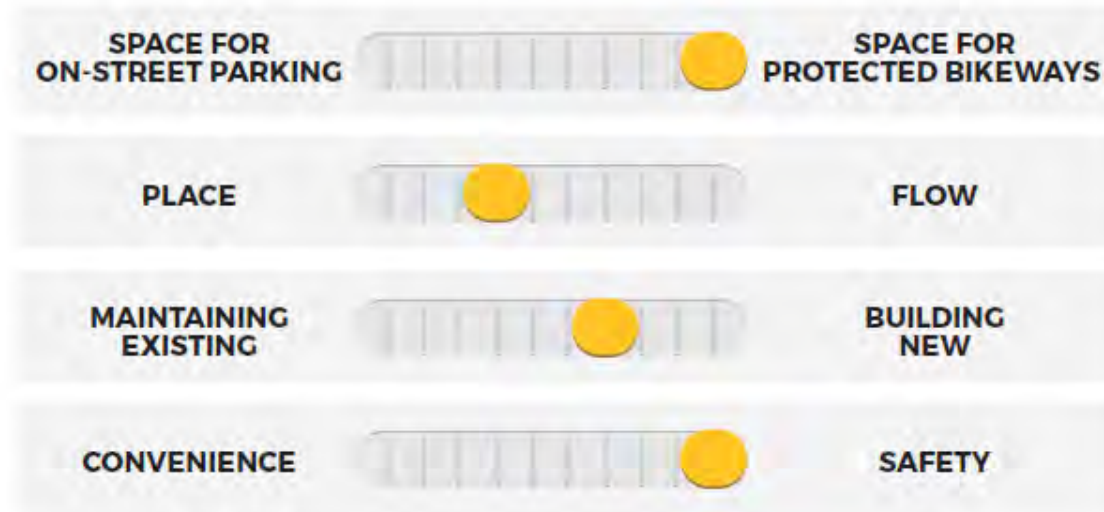 SPACE FOR
ON-STREET PARKING
SPACE FOR
PROTECTED BIKEWAYS
PLACE
FLOW
MAINTAINING
EXISTING
BUILDING
NEW
CONVENIENCE
SAFETY